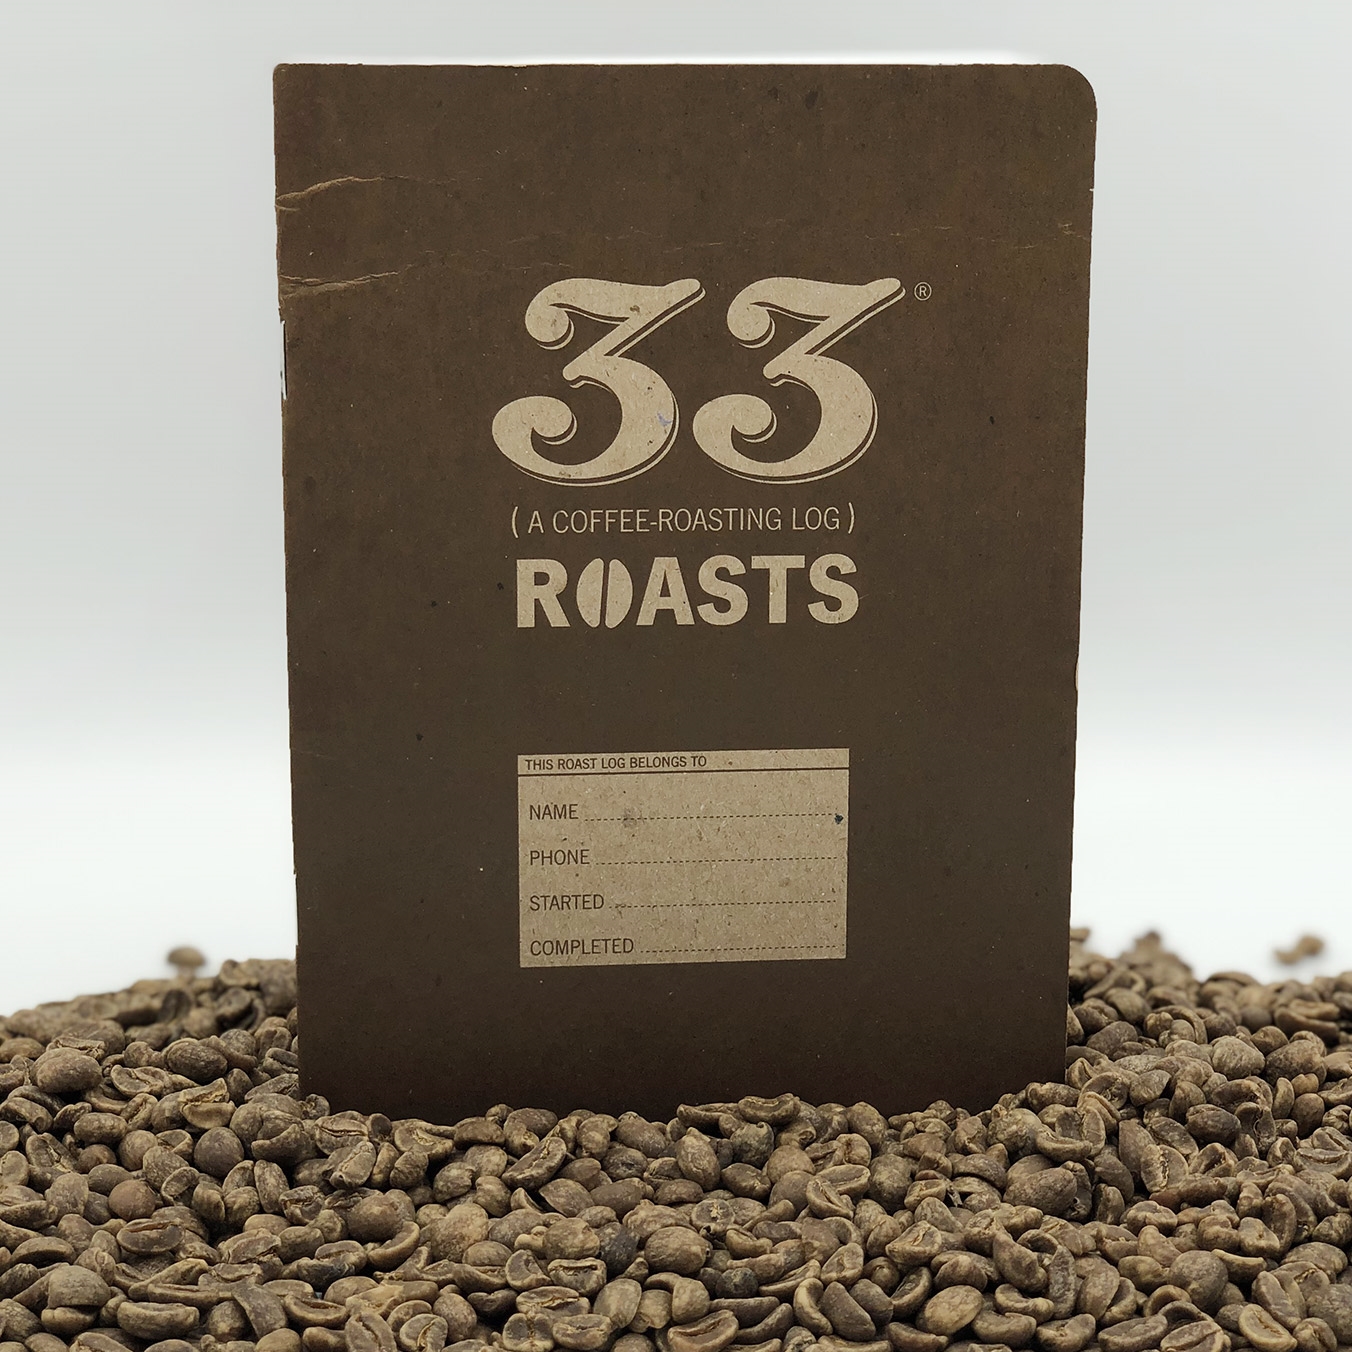 33®
( A COFFEE-ROASTING LOG )
ROASTS
THIS ROAST LOG BELONGS TO
NAME
PHONE
STARTED
COMPLETED